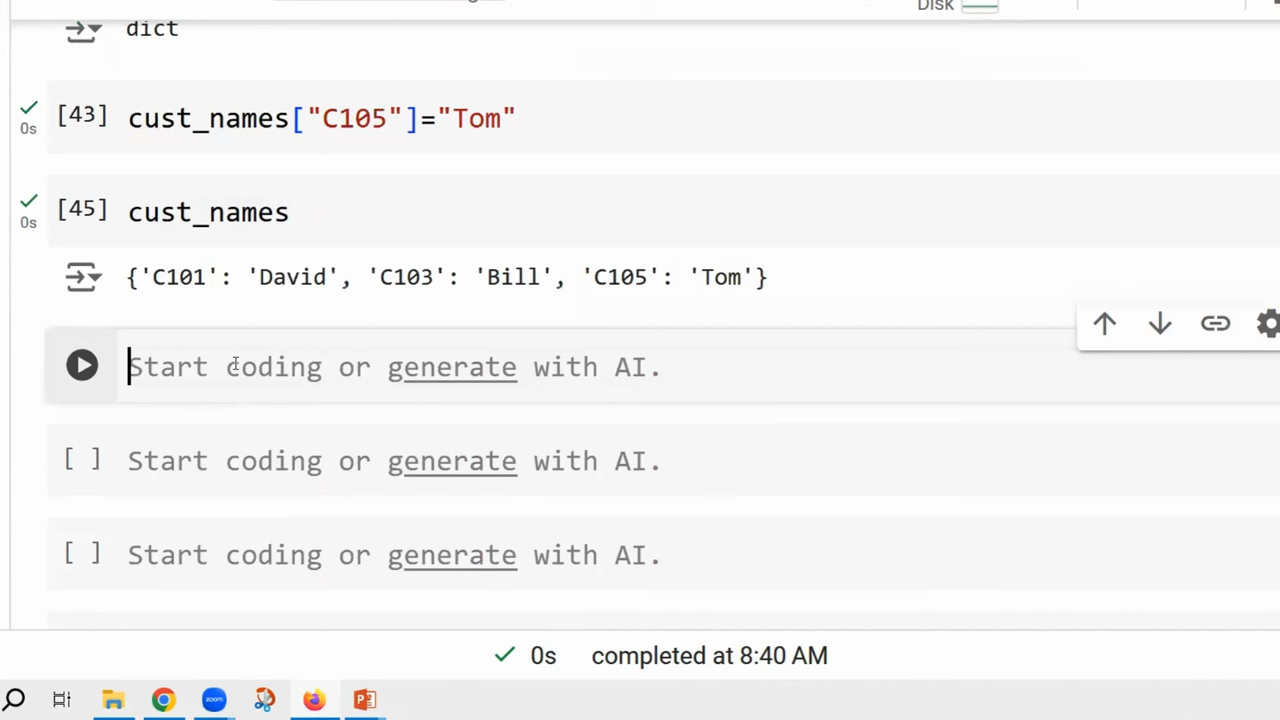 Disk
dict
0s
[43] cust_names["C105"]="Tom"
0s
[45] cust_names
{'C101': 'David', 'C103': 'Bill', 'C105': 'Tom'}
Start coding or generate with AI.
[ ] Start coding or generate with AI.
[ ] Start coding or generate with AI.
0s completed at 8:40 AM
zoom